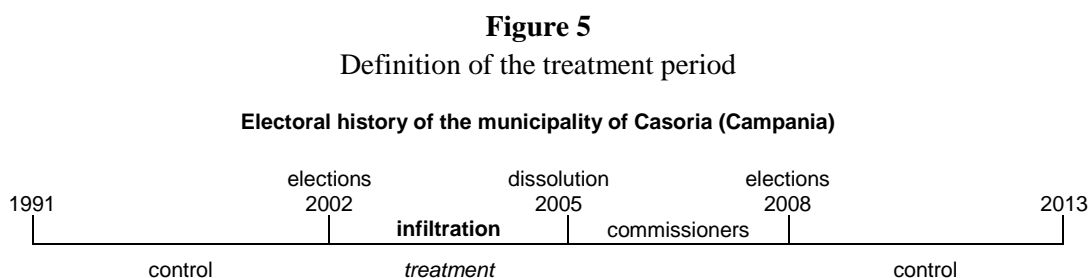 Figure 5
Definition of the treatment period
Electoral history of the municipality of Casoria (Campania)
elections dissolution elections
1991 2002 2005 2008 2013
infiltration commissioners
control treatment control